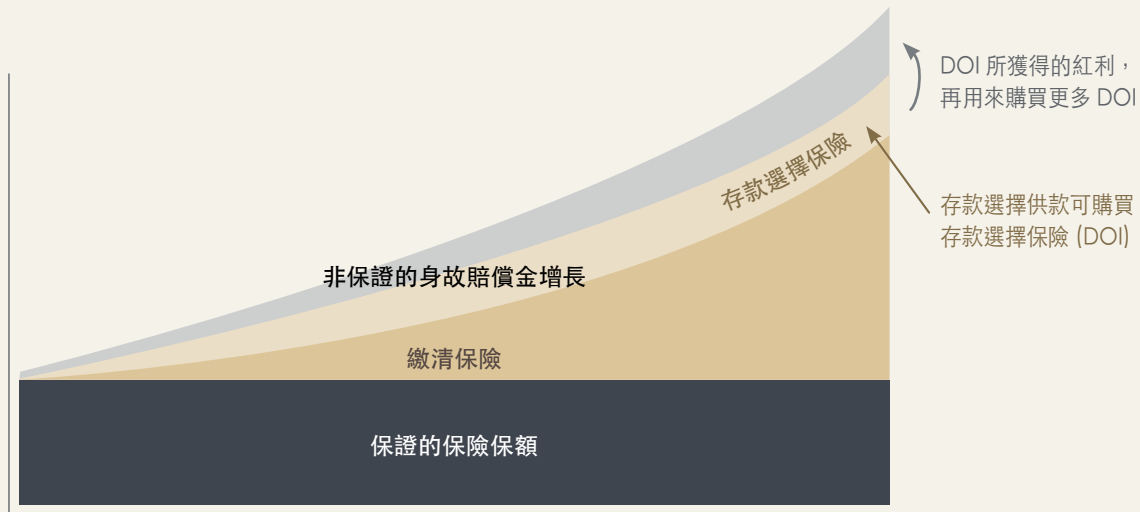 DOI 所獲得的紅利，
再用來購買更多 DOI
存款選擇保險
存款選擇供款可購買
存款選擇保險 (DOI)
非保證的身故賠償金增長
繳清保險
保證的保險保額